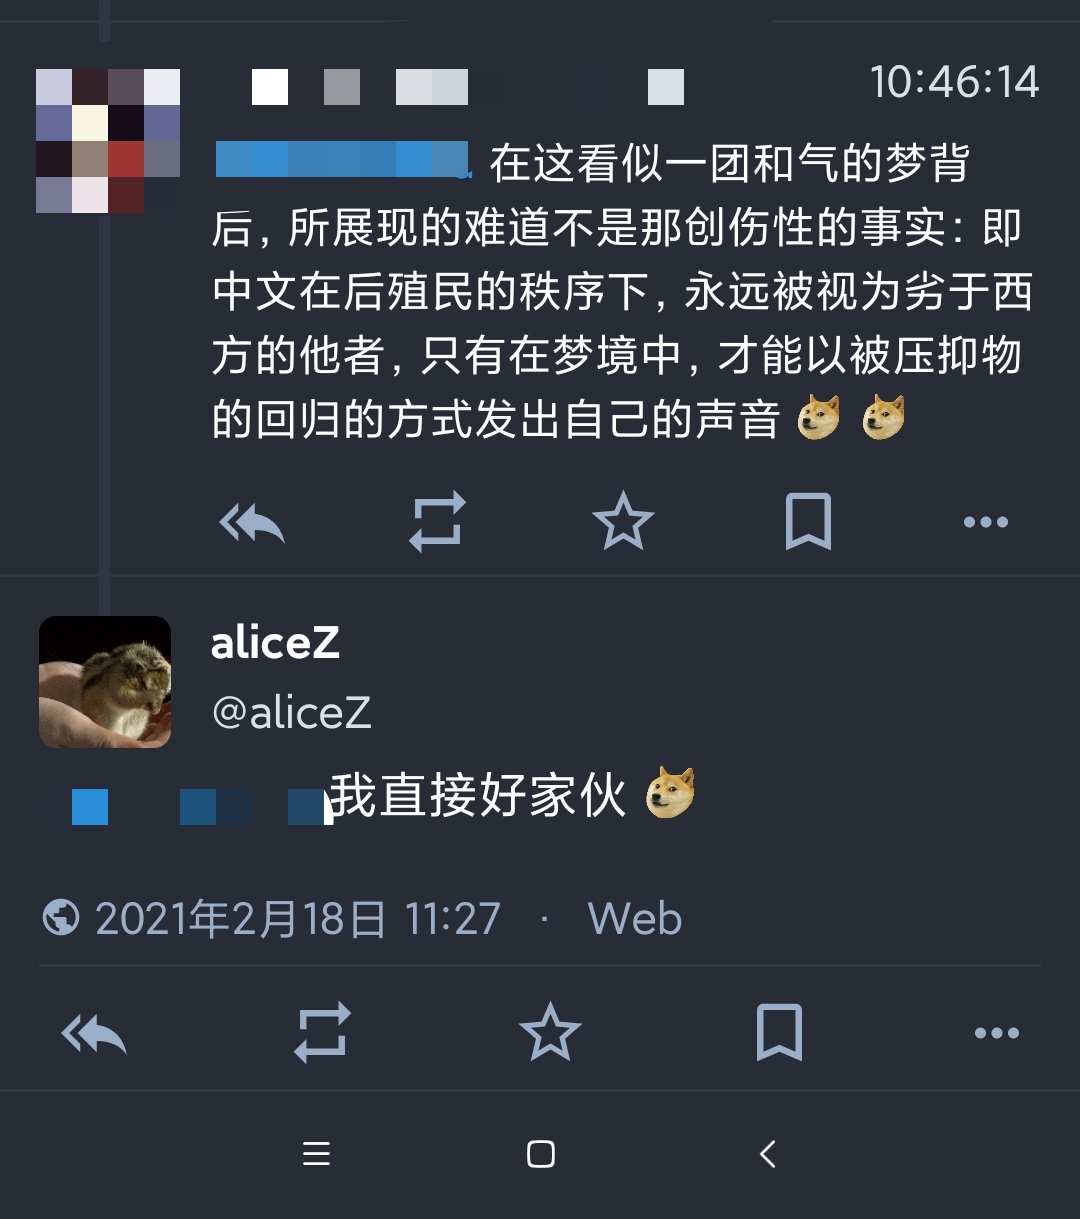 10:46:14
在这看似一团和气的梦背
后，所展现的难道不是那创伤性的事实：即
中文在后殖民的秩序下，永远被视为劣于西
方的他者，只有在梦境中，才能以被压抑物
的回归的方式发出自己的声音
aliceZ
@aliceZ
我直接好家伙
2021年2月18日 11:27 · Web